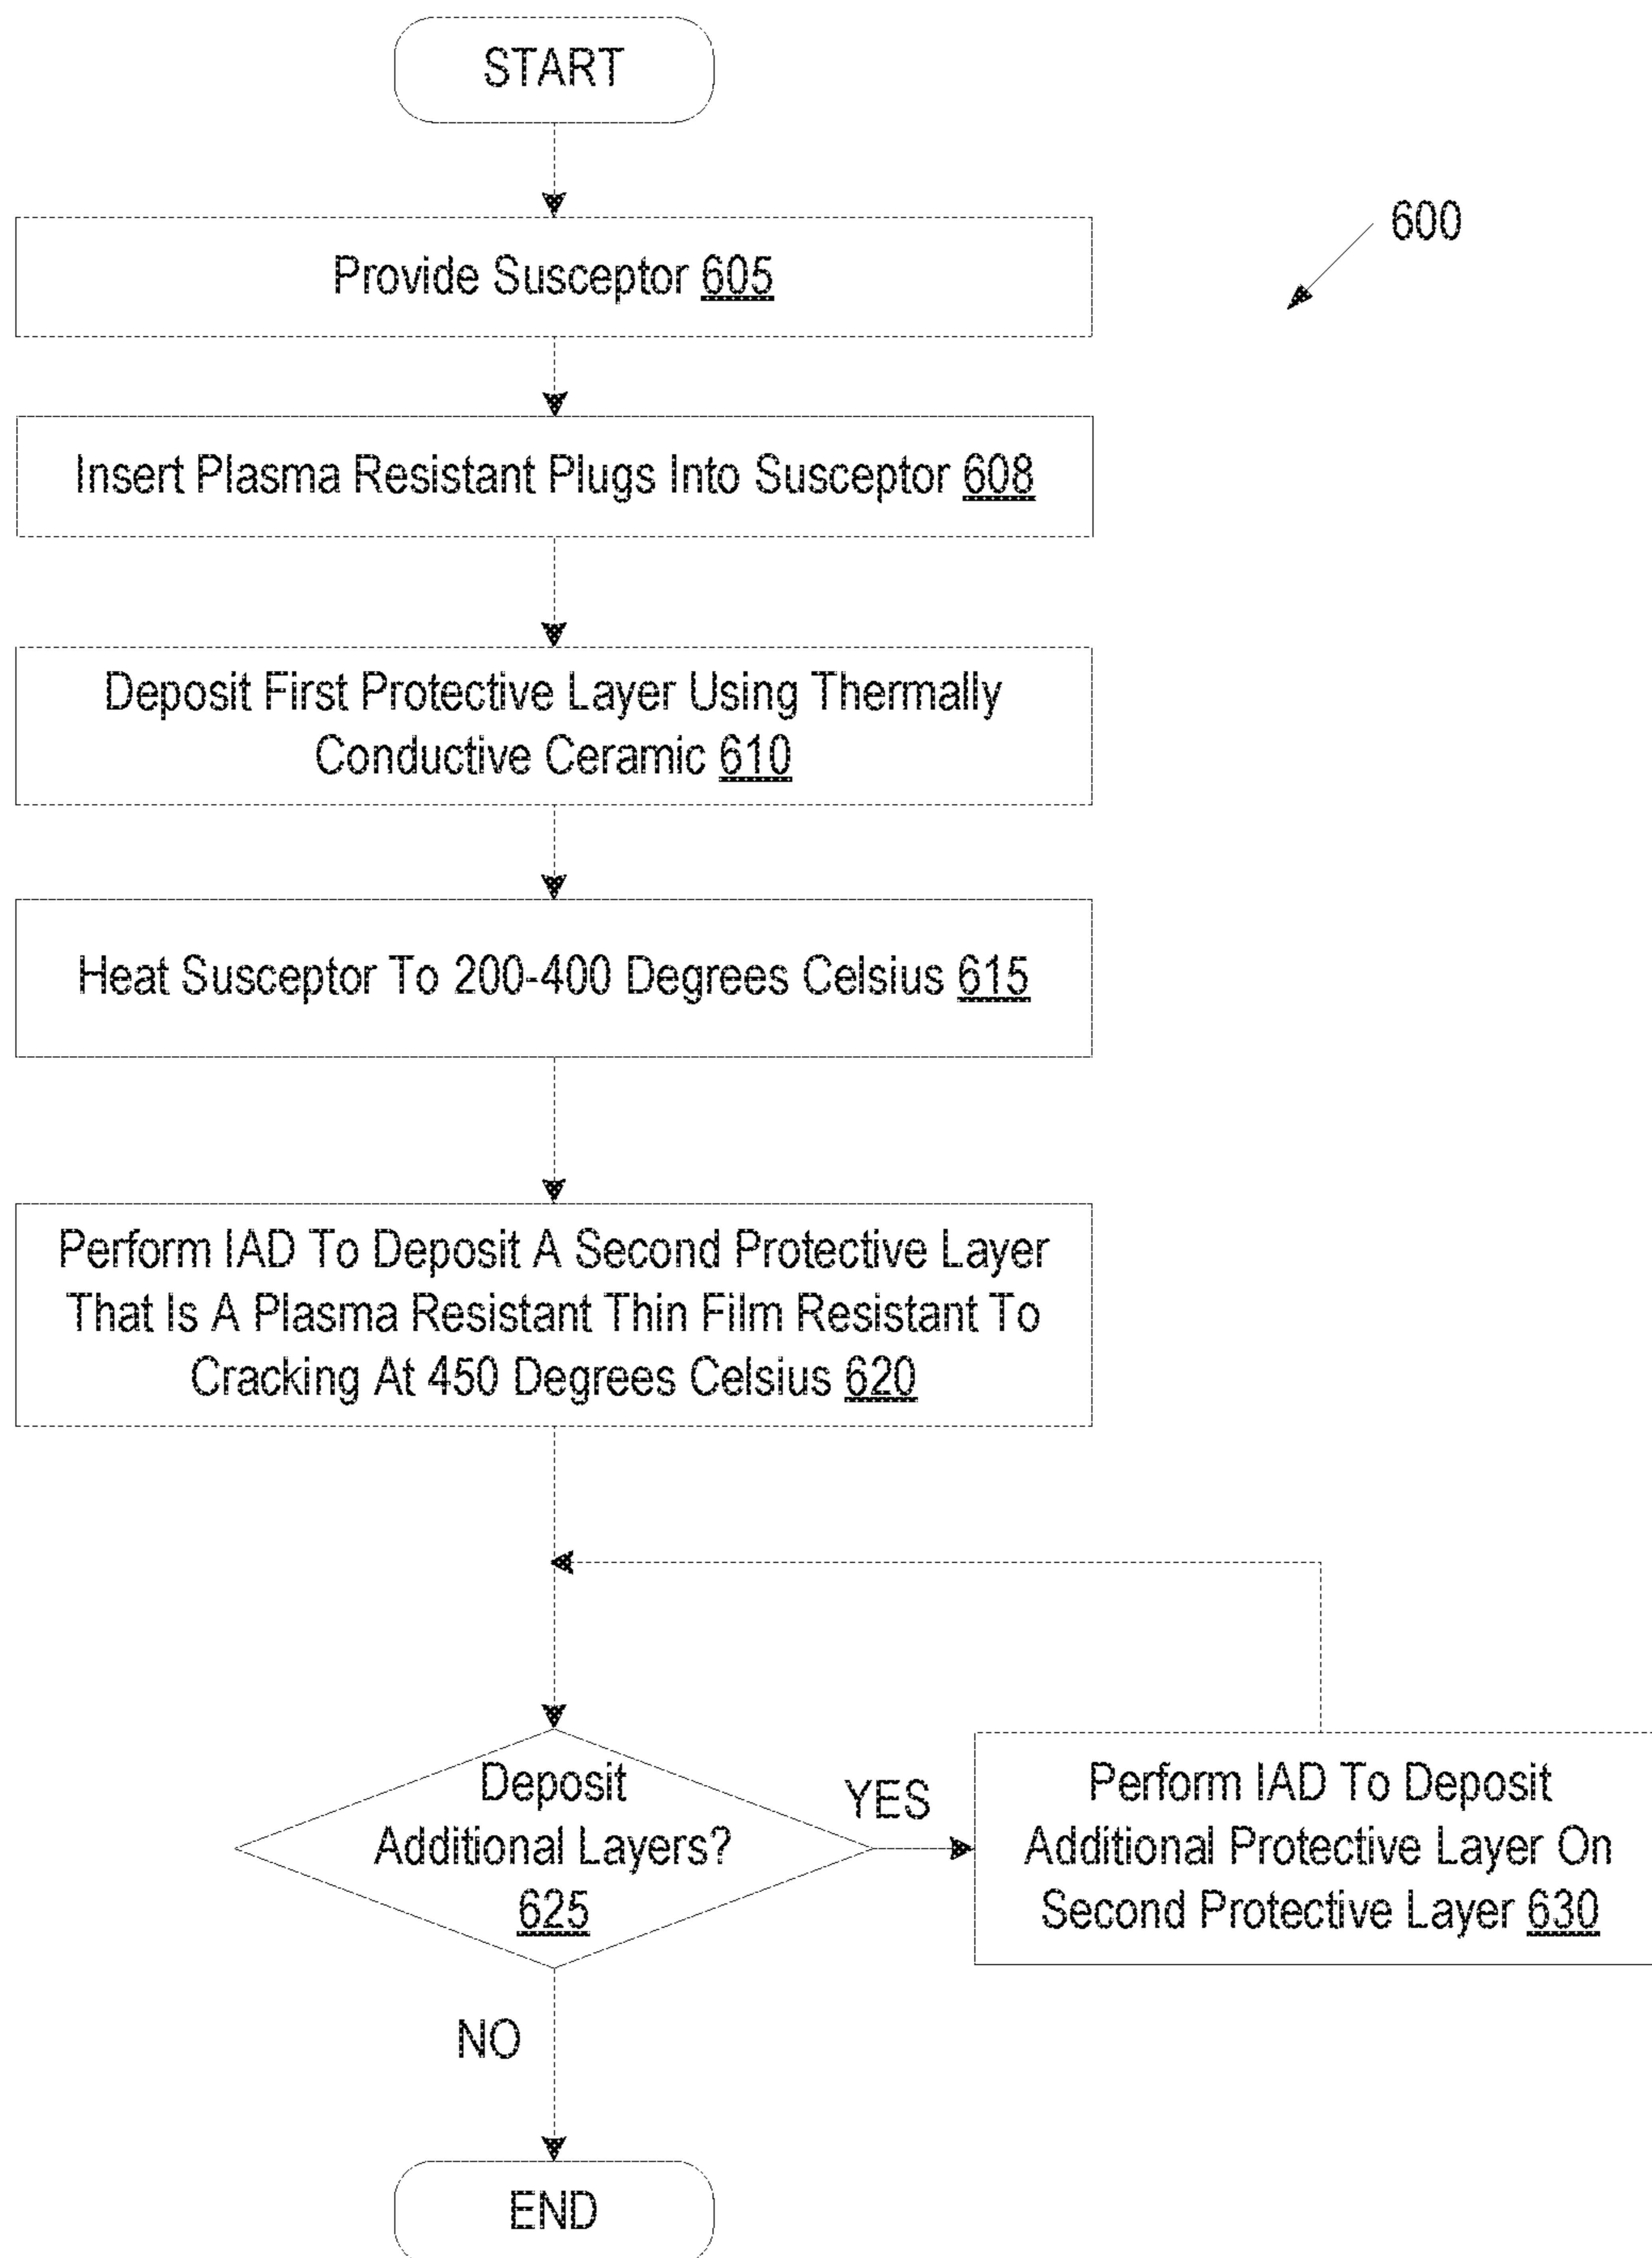 START
600
Provide Susceptor 605
Insert Plasma Resistant Plugs Into Susceptor 608
Deposit First Protective Layer Using Thermally
Conductive Ceramic 610
Heat Susceptor To 200-400 Degrees Celsius 615
Perform IAD To Deposit A Second Protective Layer
That Is A Plasma Resistant Thin Film Resistant To
Cracking At 450 Degrees Celsius 620
Deposit
Additional Layers?
625
YES
Perform IAD To Deposit
Additional Protective Layer On
Second Protective Layer 630
NO
END